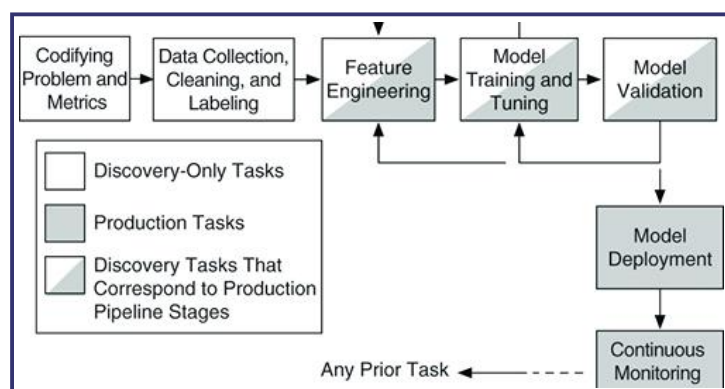 Codifying
Problem and
Metrics
Data Collection,
Cleaning, and
Labeling
Feature
Engineering
Model
Training and
Tuning
Model
Validation
Discovery-Only Tasks
Production Tasks
Discovery Tasks That
Correspond to Production
Pipeline Stages
Model
Deployment
Continuous
Monitoring
Any Prior Task